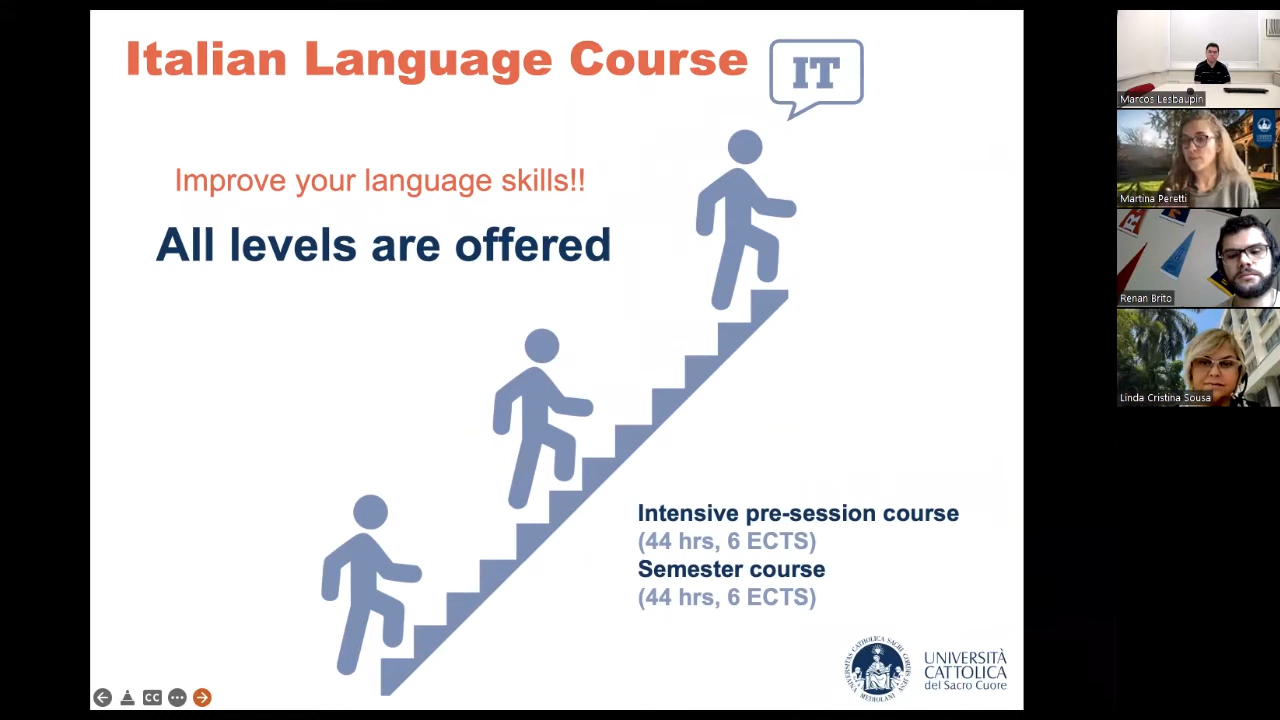 Italian Language Course
IT
Improve your language skills!!
All levels are offered
Intensive pre-session course
(44 hrs, 6 ECTS)
Semester course
(44 hrs, 6 ECTS)
UNIVERSITÀ
CATTOLICA
del Sacro Cuore
CC
Marcos Lesbaupin
Martina Peretti
Renan Brito
Linda Cristina Sousa